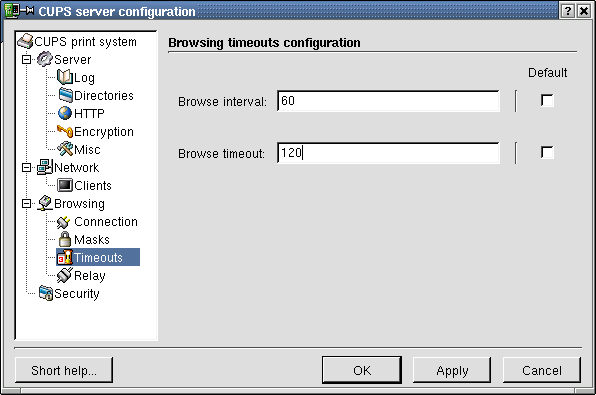 CUPS server configuration
CUPS print system
Server
Log
Directories
HTTP
Encryption
Misc
Network
Clients
Browsing
Connection
Masks
Timeouts
Relay
Security
Browsing timeouts configuration
Default
Browse interval: 60
Browse timeout: 120
Short help... OK Apply Cancel